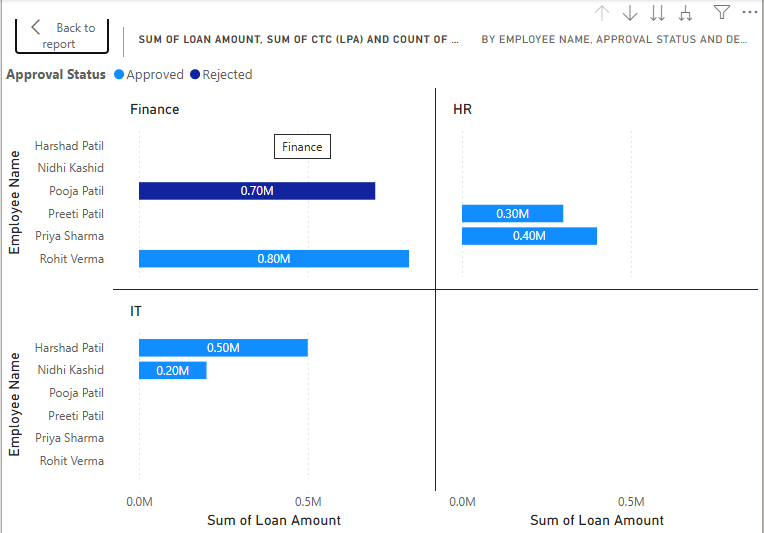 Back to
report
SUM OF LOAN AMOUNT, SUM OF CTC (LPA) AND COUNT OF ...
BY EMPLOYEE NAME, APPROVAL STATUS AND DE...
Approval Status Approved Rejected
Finance
HR
Employee Name
Harshad Patil
Finance
Nidhi Kashid
Pooja Patil 0.70M
Preeti Patil 0.30M
Priya Sharma 0.40M
Rohit Verma 0.80M
IT
Employee Name
Harshad Patil 0.50M
Nidhi Kashid 0.20M
Pooja Patil
Preeti Patil
Priya Sharma
Rohit Verma
0.0M 0.5M 0.0M 0.5M
Sum of Loan Amount Sum of Loan Amount